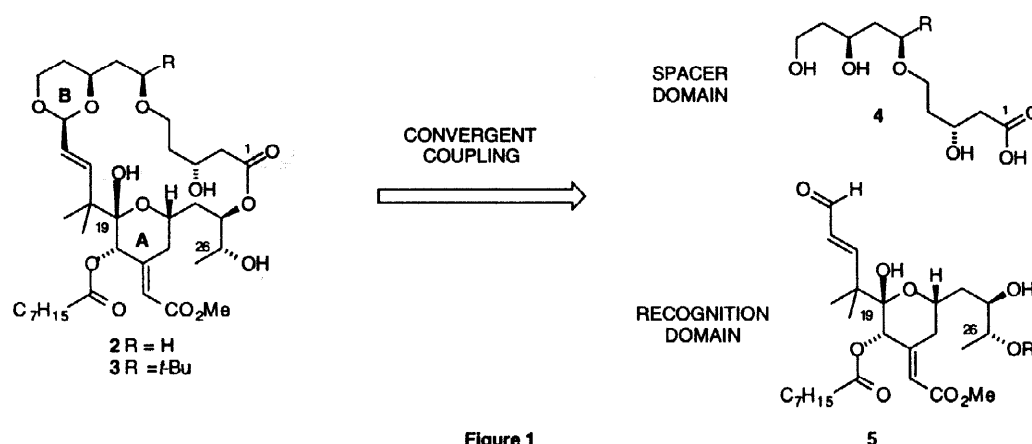 R
B
O
O
O
1
OH
OH
O
H
O
O
19
A
26
OH
O
C7H15
O
CO2Me
2 R = H
3 R = t-Bu
CONVERGENT
COUPLING
SPACER
DOMAIN
R
OH
OH
O
4
1
O
OH
OH
RECOGNITION
DOMAIN
O
H
OH
O
H
OH
19
26
OR
O
C7H15
O
CO2Me
5
Figure 1